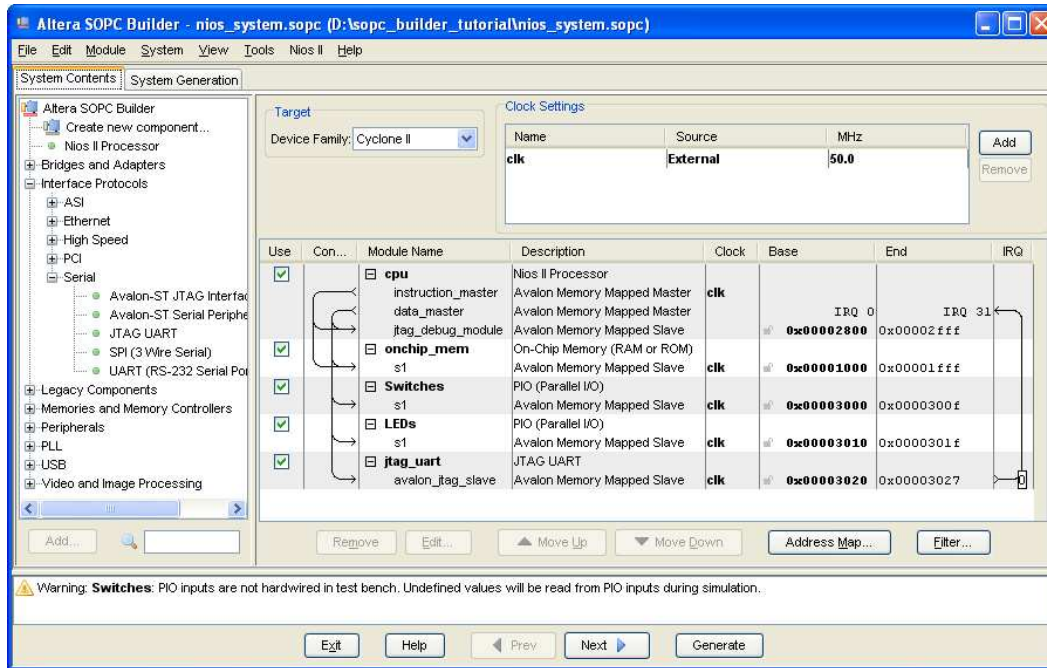 Altera SOPC Builder - nios_system.sopc (D:\sopc_builder_tutorial\nios_system.sopc)
File Edit Module System View Tools Nios II Help
System Contents System Generation
Altera SOPC Builder
Create new component...
Nios II Processor
Bridges and Adapters
Interface Protocols
ASI
Ethernet
High Speed
PCI
Serial
Avalon-ST JTAG Interfac
Avalon-ST Serial Periphe
JTAG UART
SPI (3 Wire Serial)
UART (RS-232 Serial Por
Legacy Components
Memories and Memory Controllers
Peripherals
PLL
USB
Video and Image Processing
Add...
Target
Device Family: Cyclone II
Clock Settings
Name Source MHz
clk External 50.0
Add
Remove
Use Con... Module Name Description Clock Base End IRQ
cpu Nios II Processor
instruction_master Avalon Memory Mapped Master clk
data_master Avalon Memory Mapped Master IRQ 0 IRQ 31
jtag_debug_module Avalon Memory Mapped Slave 0x00002800 0x00002fff
onchip_mem On-Chip Memory (RAM or ROM)
s1 Avalon Memory Mapped Slave clk 0x00001000 0x00001fff
Switches PIO (Parallel I/O)
s1 Avalon Memory Mapped Slave clk 0x00003000 0x0000300f
LEDs PIO (Parallel I/O)
s1 Avalon Memory Mapped Slave clk 0x00003010 0x0000301f
jtag_uart JTAG UART
avalon_jtag_slave Avalon Memory Mapped Slave clk 0x00003020 0x00003027 0
Remove Edit... Move Up Move Down Address Map... Filter...
Warning: Switches: PIO inputs are not hardwired in test bench. Undefined values will be read from PIO inputs during simulation.
Exit Help Prev Next Generate